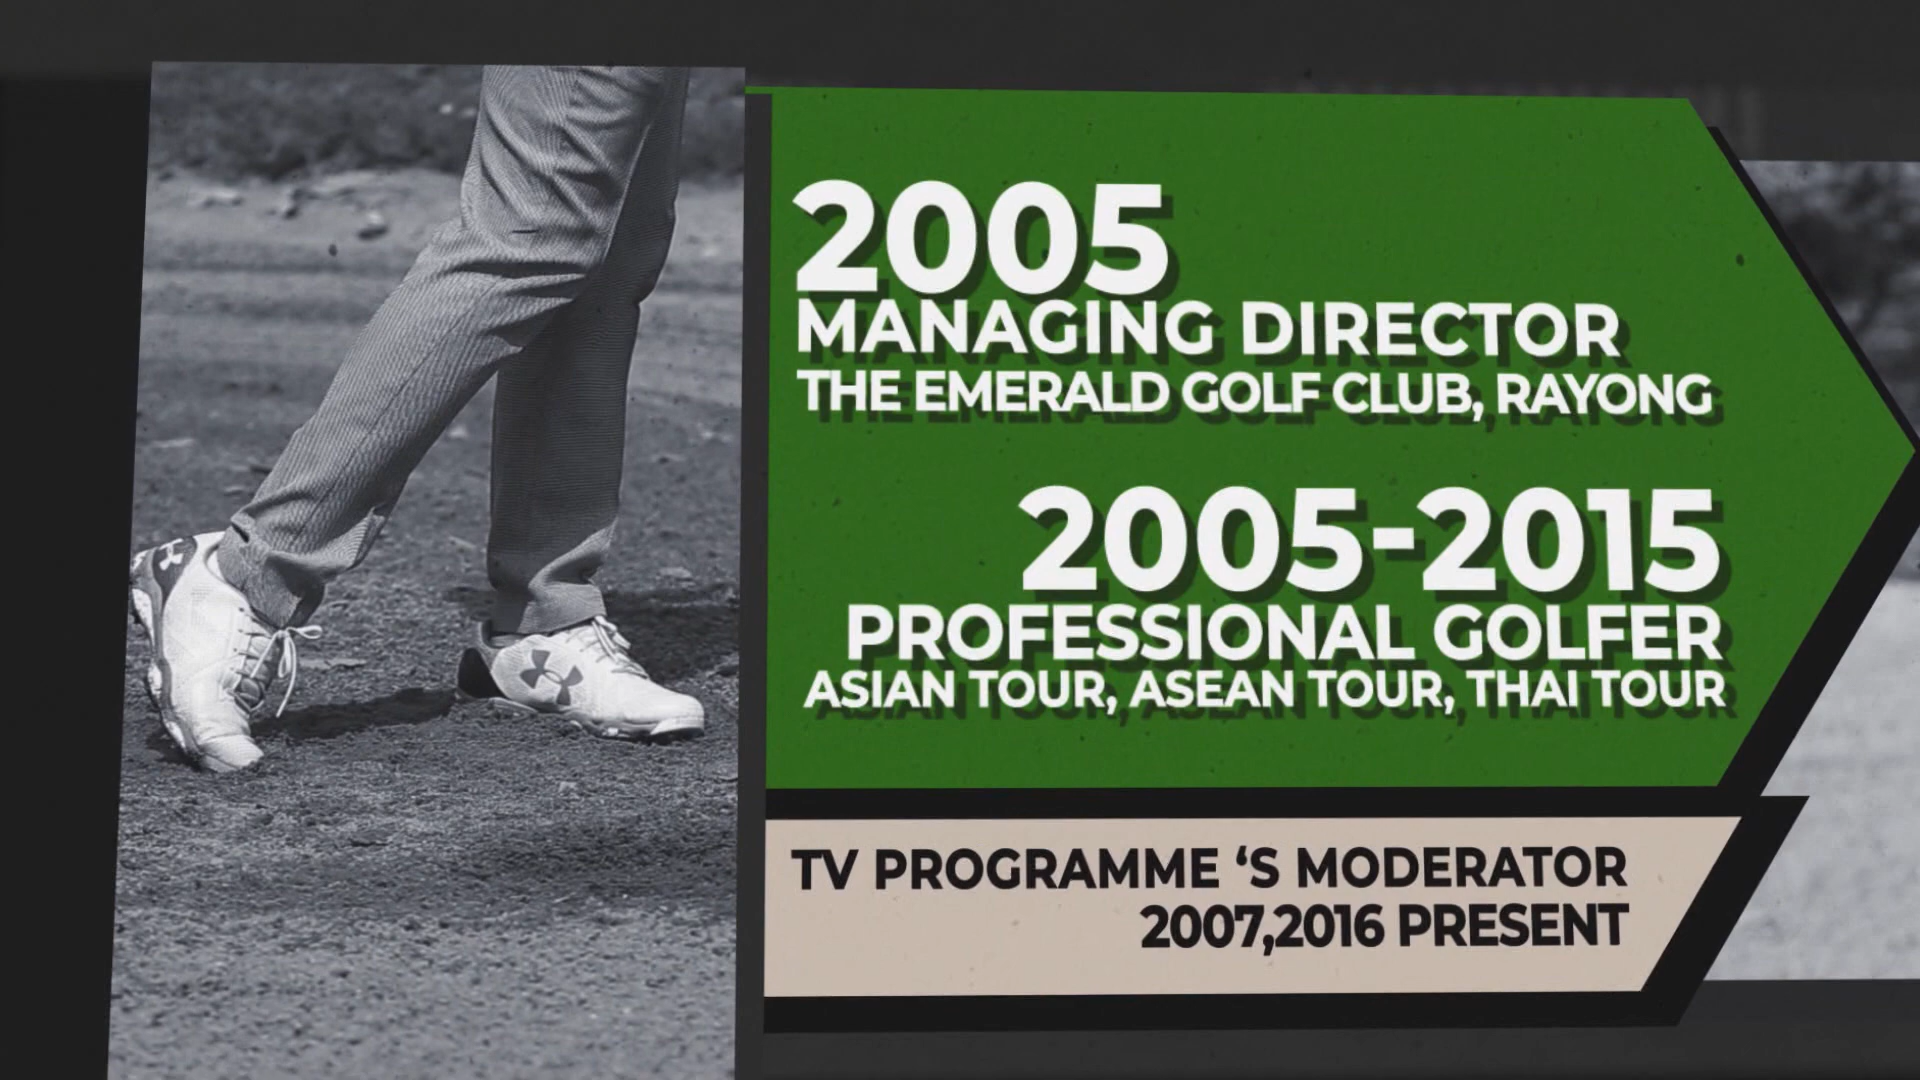 2005
MANAGING DIRECTOR
THE EMERALD GOLF CLUB, RAYONG
2005-2015
PROFESSIONAL GOLFER
ASIAN TOUR, ASEAN TOUR, THAI TOUR
TV PROGRAMME ‘S MODERATOR
2007,2016 PRESENT